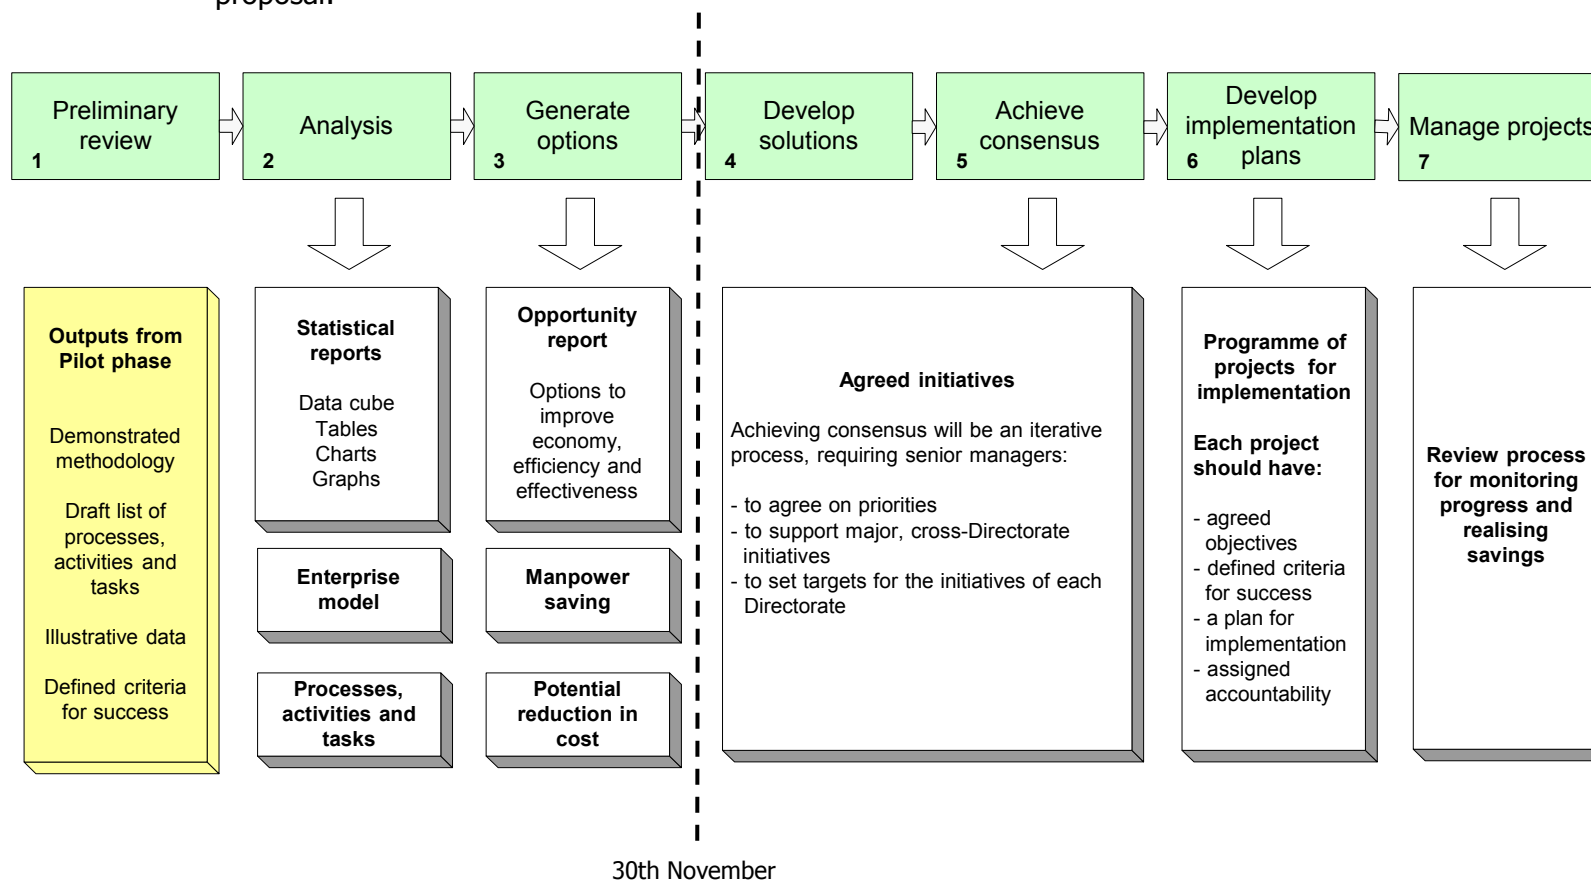 proposal.
Preliminary
review
1
Analysis
2
Generate
options
3
Develop
solutions
4
Achieve
consensus
5
Develop
implementation
plans
6
Manage projects
7
Outputs from
Pilot phase
Demonstrated
methodology
Draft list of
processes,
activities and
tasks
Illustrative data
Defined criteria
for success
Statistical
reports
Data cube
Tables
Charts
Graphs
Enterprise
model
Processes,
activities and
tasks
Opportunity
report
Options to
improve
economy,
efficiency and
effectiveness
Manpower
saving
Potential
reduction in
cost
Agreed initiatives
Achieving consensus will be an iterative
process, requiring senior managers:
- to agree on priorities
- to support major, cross-Directorate
initiatives
- to set targets for the initiatives of each
Directorate
Programme of
projects for
implementation
Each project
should have:
- agreed
objectives
- defined criteria
for success
- a plan for
implementation
- assigned
accountability
Review process
for monitoring
progress and
realising
savings
30th November